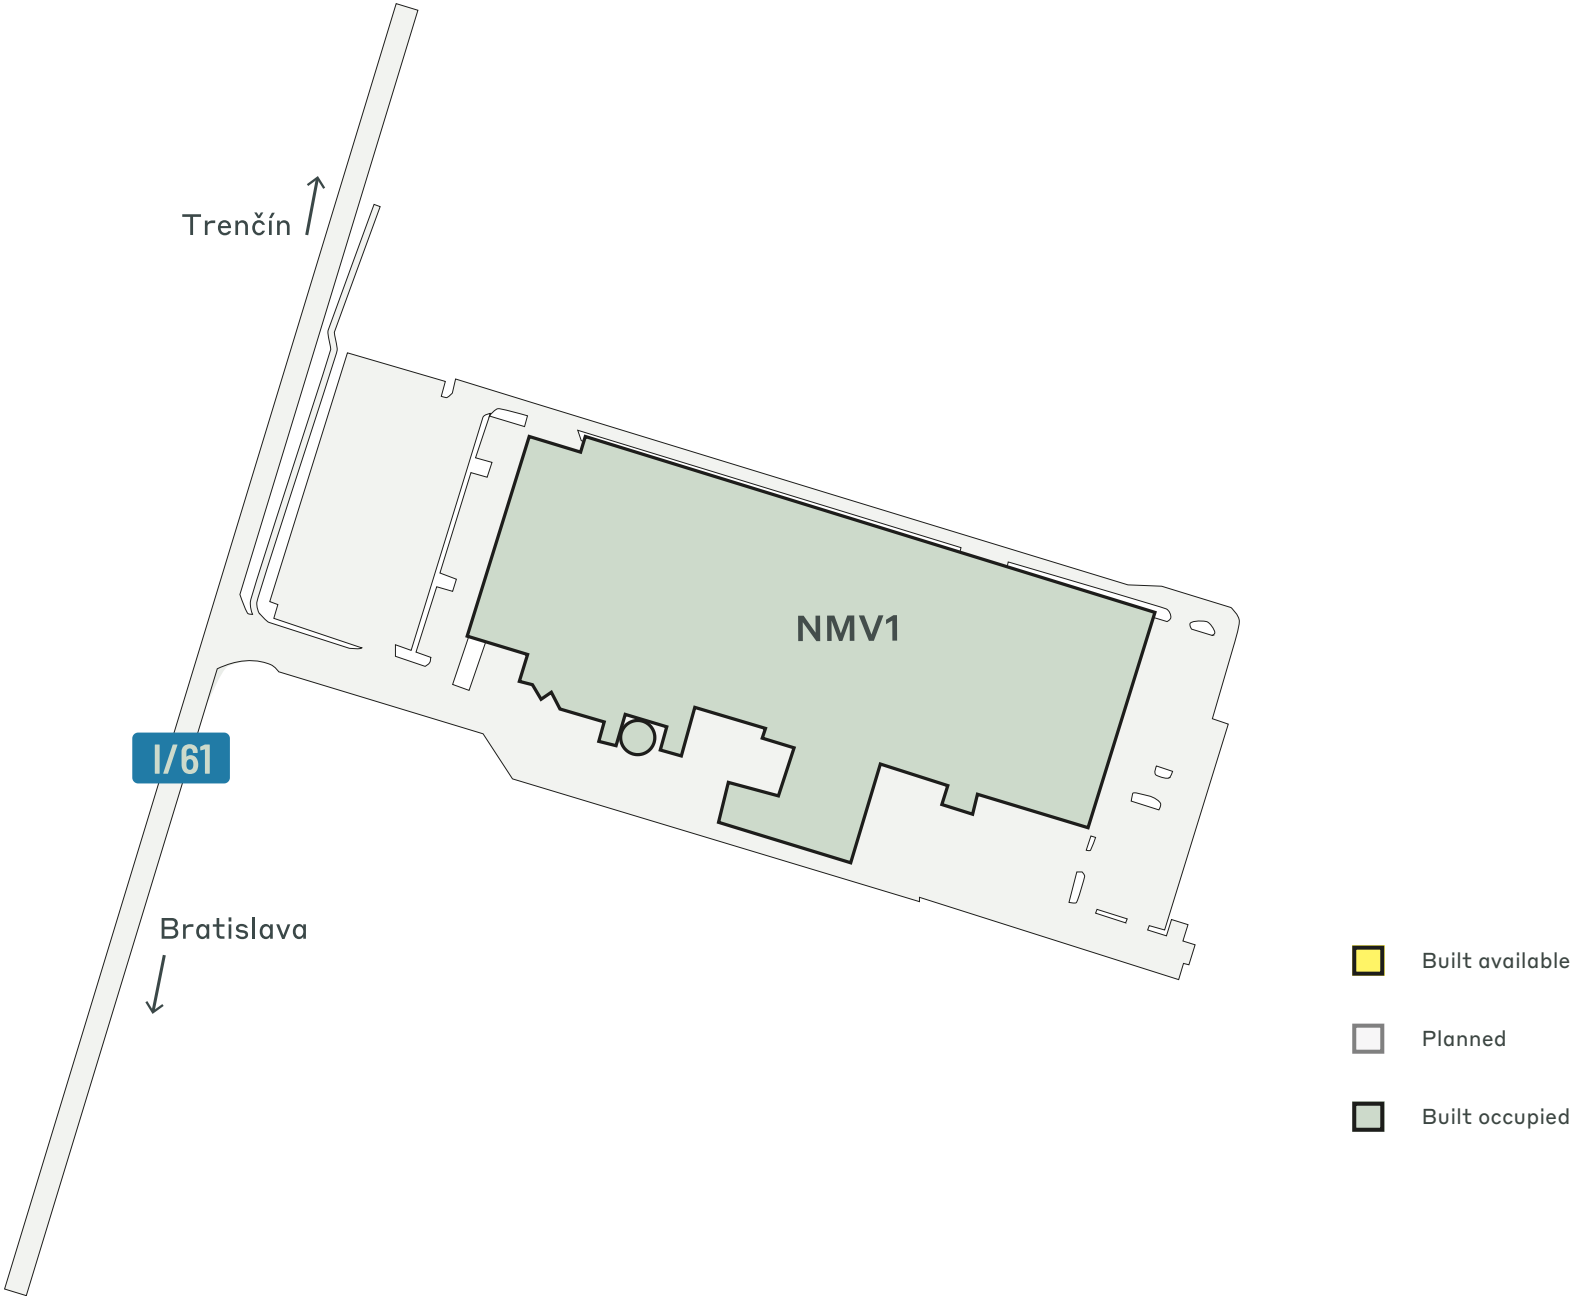 Trenčín
NMV1
I/61
Bratislava
Built available
Planned
Built occupied